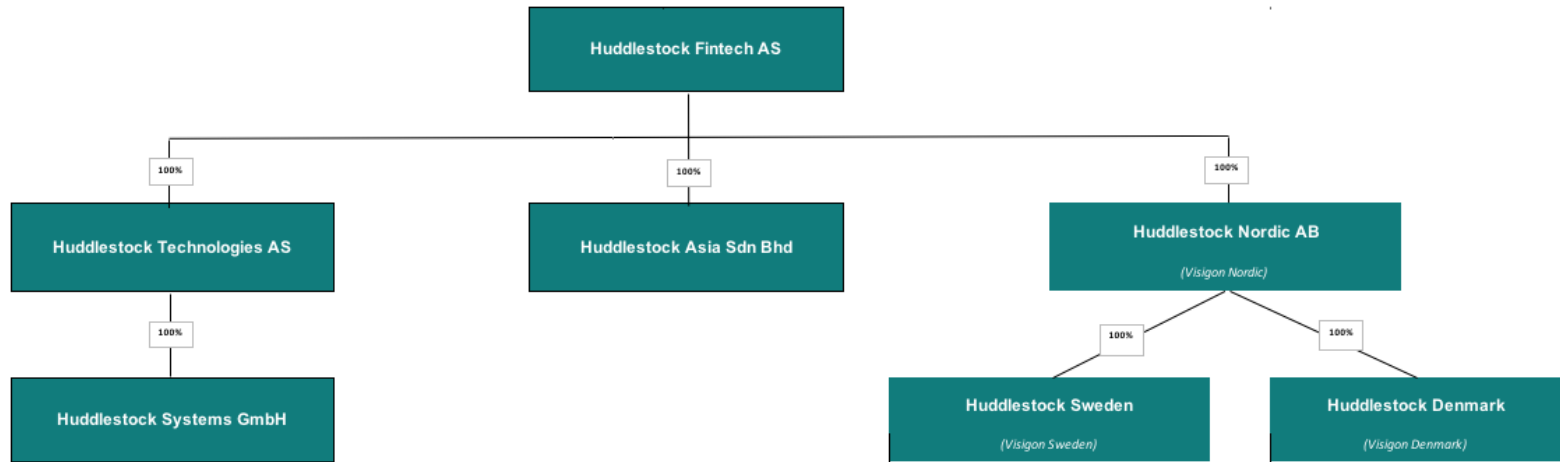 Huddlestock Fintech AS
100%
100%
100%
Huddlestock Technologies AS
Huddlestock Asia Sdn Bhd
Huddlestock Nordic AB
(Visigon Nordic)
100%
100%
100%
Huddlestock Systems GmbH
Huddlestock Sweden
(Visigon Sweden)
Huddlestock Denmark
(Visigon Denmark)